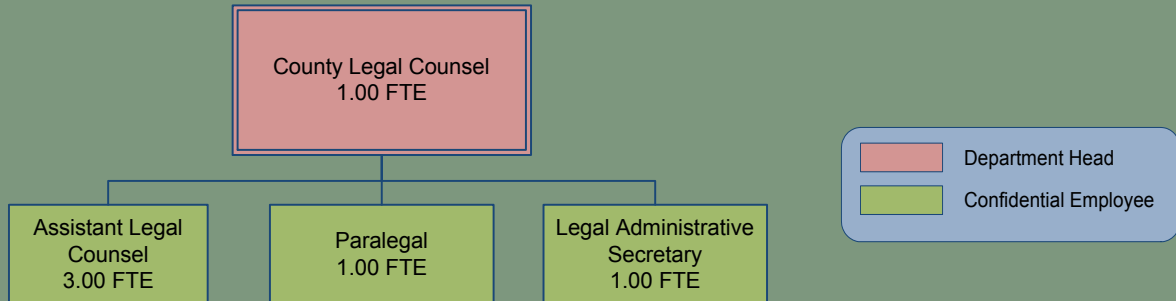 County Legal Counsel
1.00 FTE
Department Head
Confidential Employee
Assistant Legal
Counsel
3.00 FTE
Paralegal
1.00 FTE
Legal Administrative
Secretary
1.00 FTE